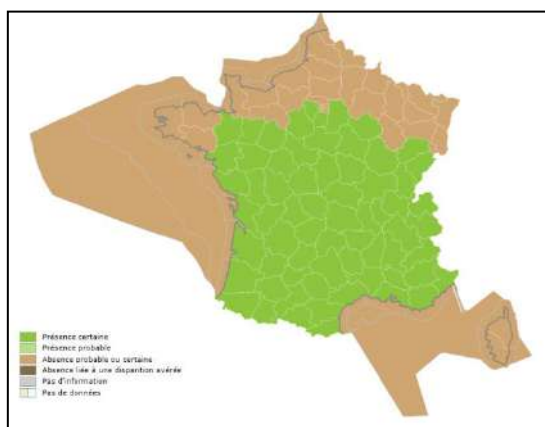 Présence certaine
Présence probable
Absence probable ou certaine
Absence liée à une disparition avérée
Pas d'information
Pas de données